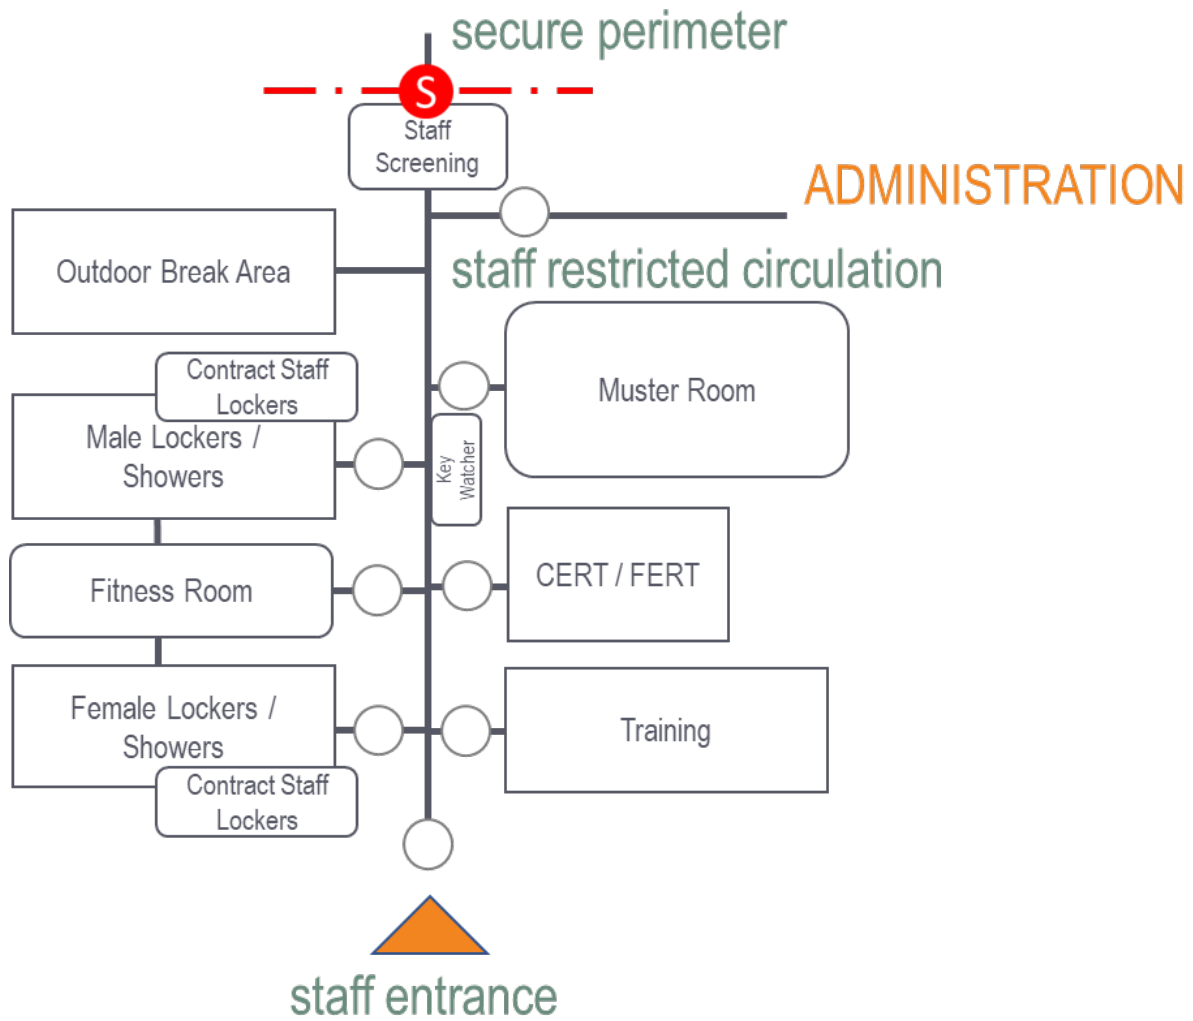 secure perimeter
S
Staff
Screening
ADMINISTRATION
Outdoor Break Area
staff restricted circulation
Contract Staff
Lockers
Muster Room
Male Lockers /
Showers
Key
Watcher
CERT / FERT
Fitness Room
Female Lockers /
Showers
Training
Contract Staff
Lockers
staff entrance